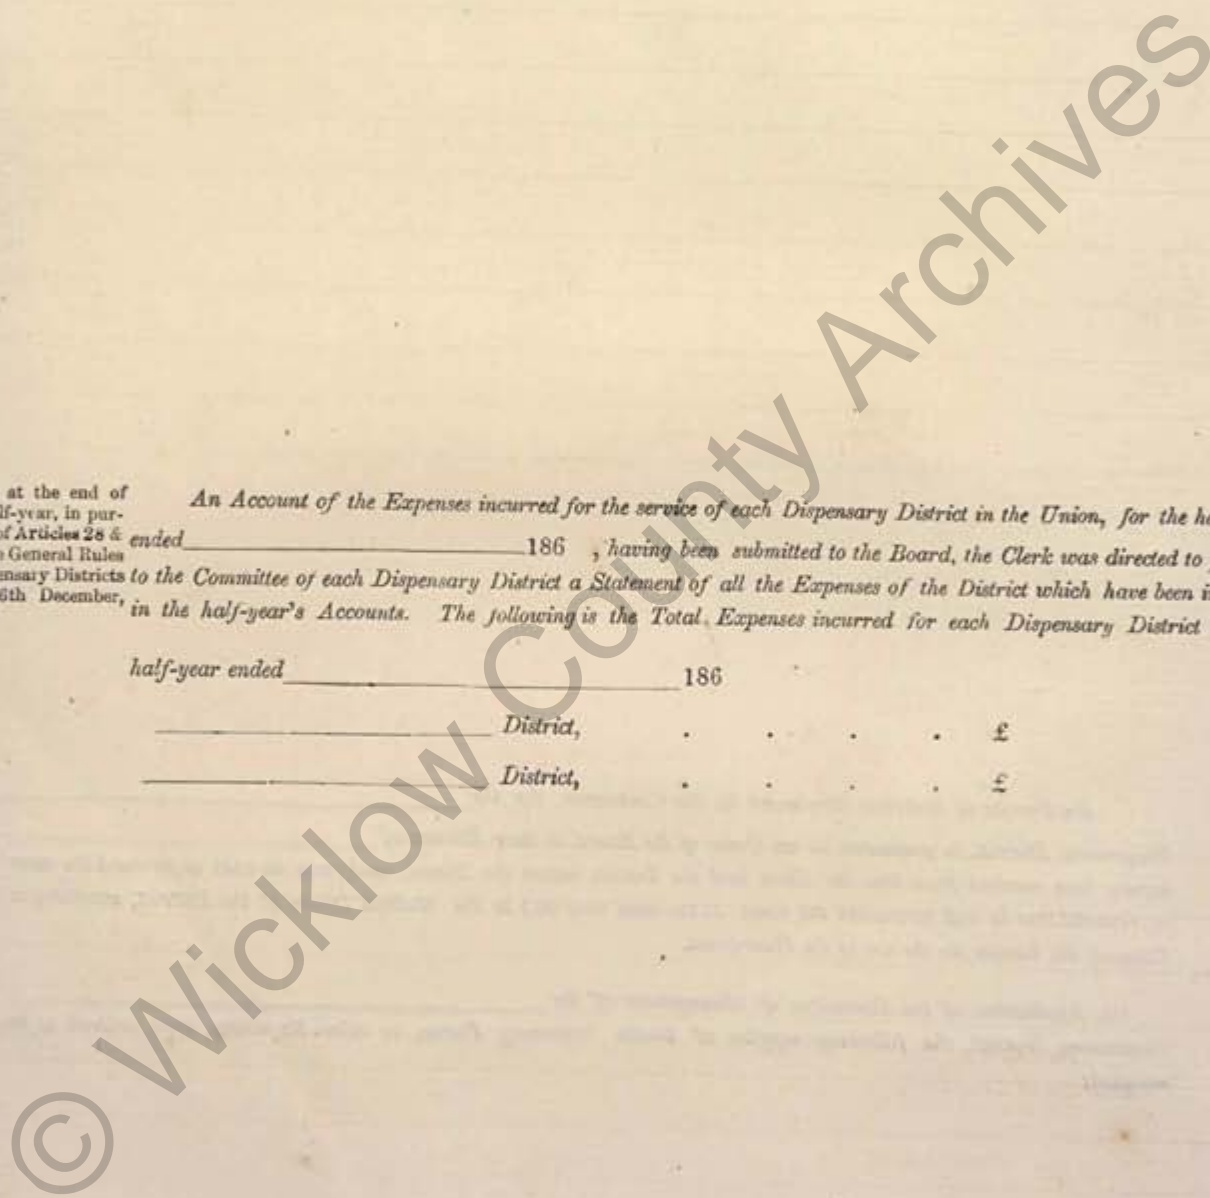 at the end of
lf-year, in pur-
of Articles 28 &
General Rules
ensary Districts
6th December,
An Account of the Expenses incurred for the service of each Dispensary District in the Union, for the h
ended 186 , having been submitted to the Board, the Clerk was directed to
to the Committee of each Dispensary District a Statement of all the Expenses of the District which have been i
in the half-year's Accounts. The following is the Total Expenses incurred for each Dispensary District
half-year ended 186
District, . . . . £
District, . . . . £
© Wicklow County Archives